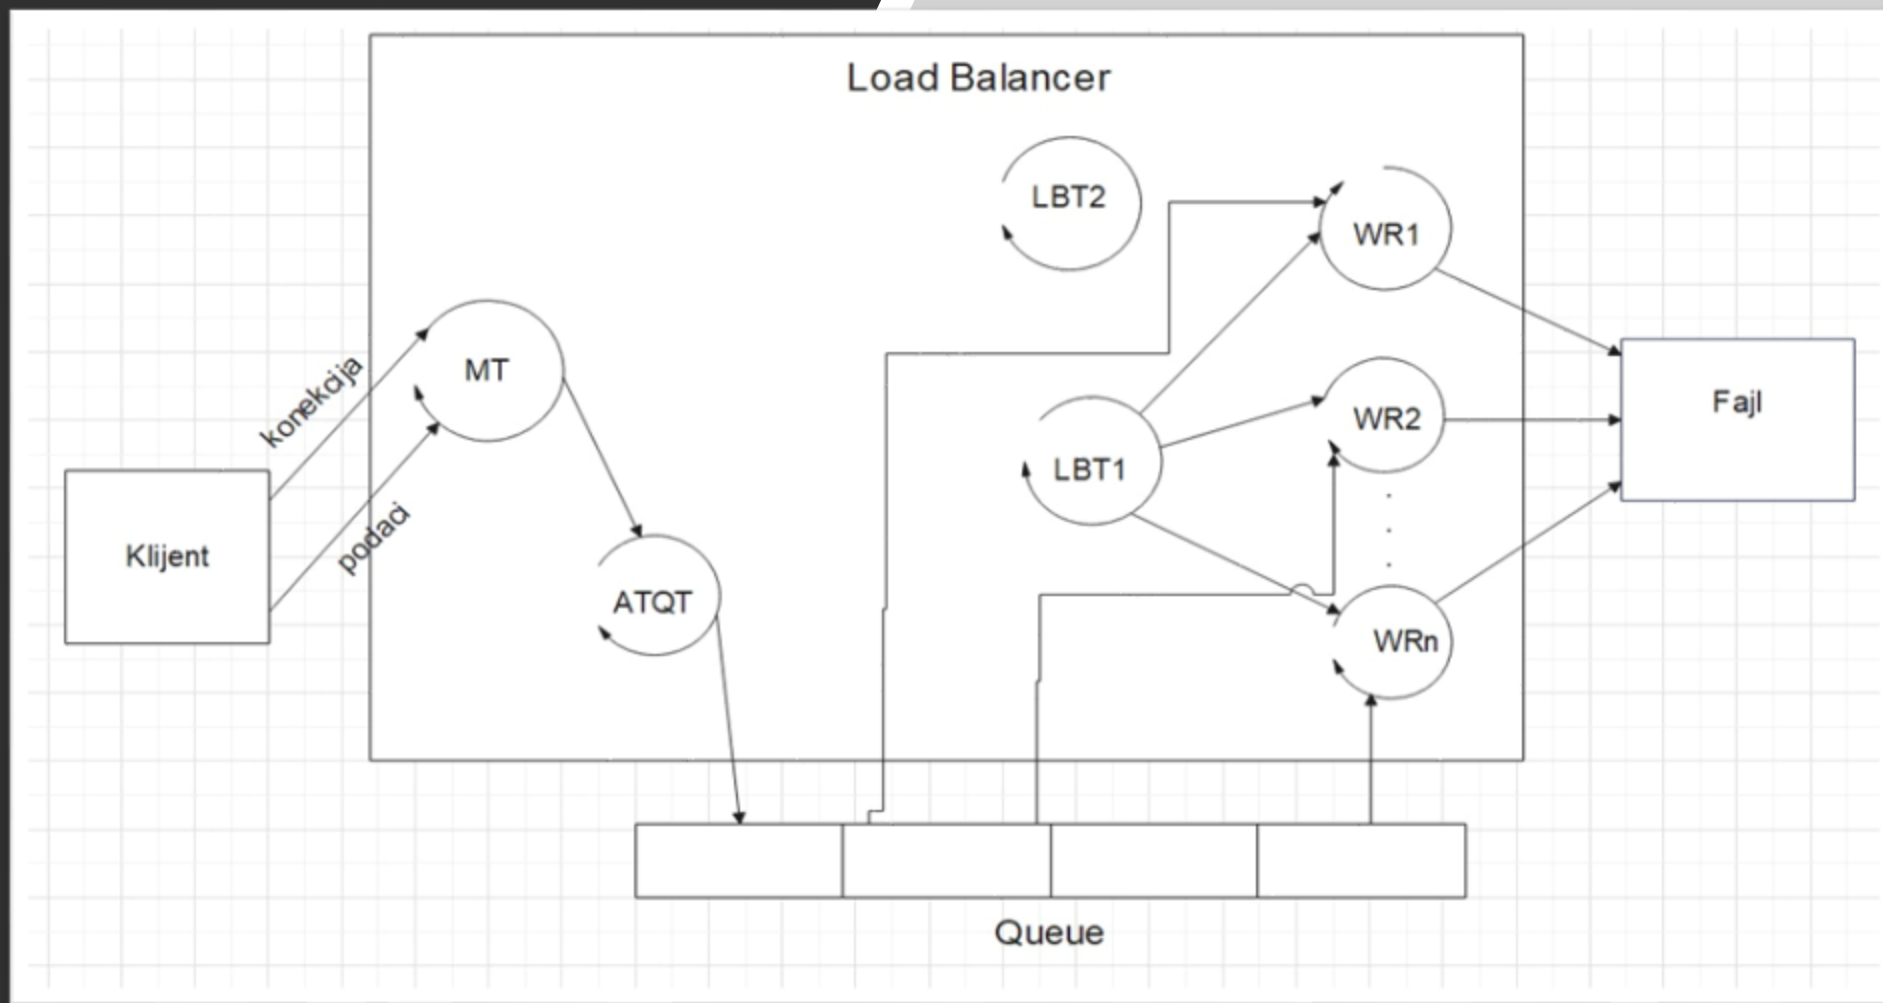 Load Balancer
LBT2
WR1
konekcija
MT
WR2
Fajl
LBT1
podaci
Klijent
ATQT
.
.
.
WRn
Queue